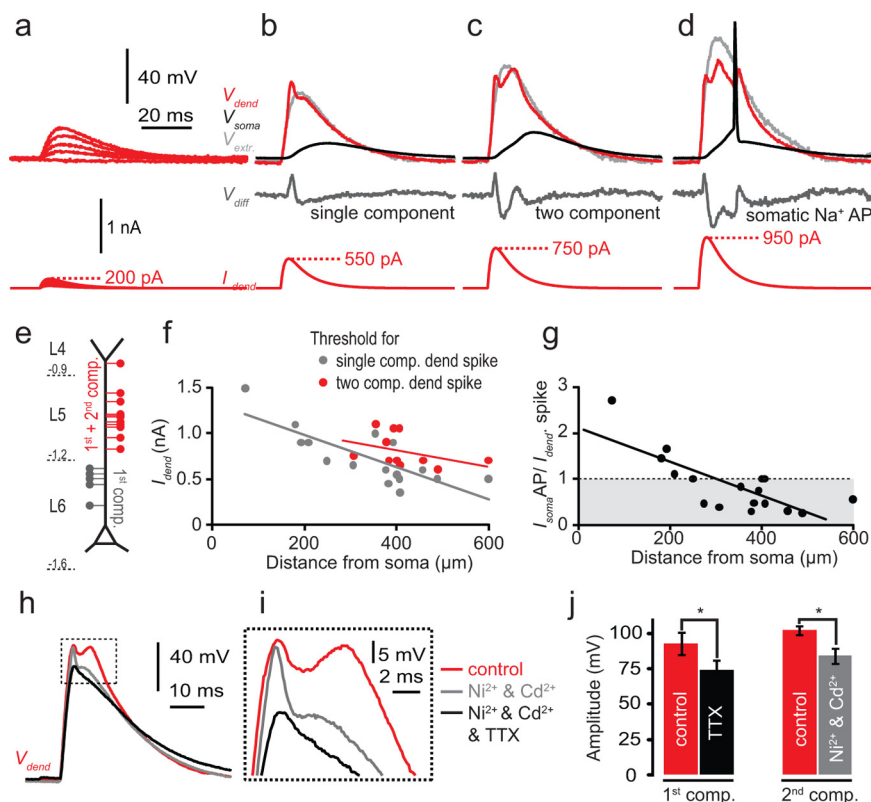 a
b
c
d
40 mV
20 ms
V_dend
V_soma
V_extr.
V_diff
single component
two component
somatic Na⁺ AP
1 nA
200 pA
I_dend
550 pA
750 pA
950 pA
e
L4
-0.9
L5
-1.2
L6
-1.6
1st + 2nd comp.
1st comp.
f
Threshold for
single comp. dend spike
two comp. dend spike
1.5
1.0
0.5
0
I_dend (nA)
0
200
400
600
Distance from soma (µm)
g
3
2
1
0
I_soma AP/ I_dend. spike
0
200
400
600
Distance from soma (µm)
h
40 mV
10 ms
V_dend
i
5 mV
2 ms
control
Ni²⁺ & Cd²⁺
Ni²⁺ & Cd²⁺
& TTX
j
*
*
100
75
50
25
0
Amplitude (mV)
control
TTX
control
Ni²⁺ & Cd²⁺
1st comp.
2nd comp.